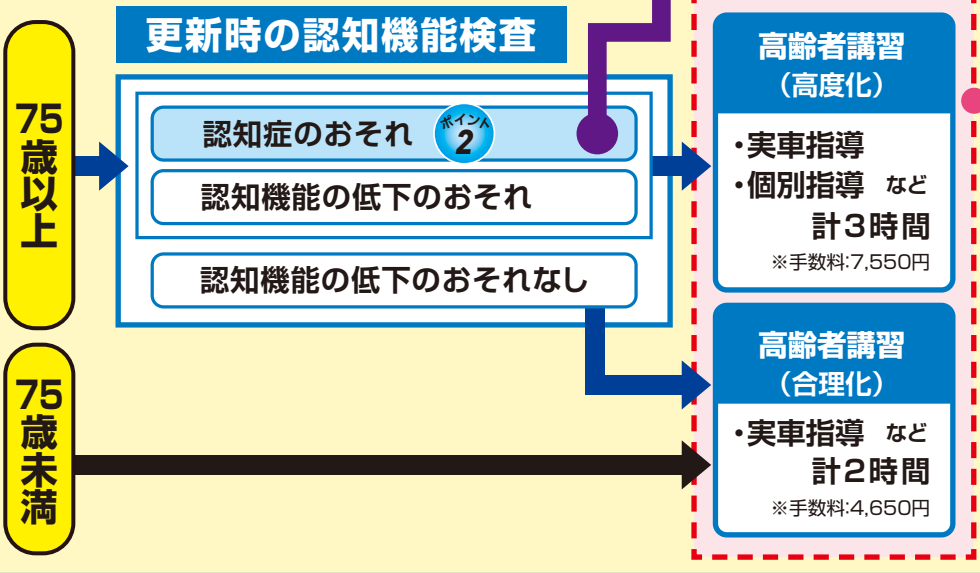 更新時の認知機能検査
75歳以上
認知症のおそれ ポイント2
認知機能の低下のおそれ
認知機能の低下のおそれなし
75歳未満
高齢者講習
（高度化）
・実車指導
・個別指導 など
計3時間
※手数料:7,550円
高齢者講習
（合理化）
・実車指導 など
計2時間
※手数料:4,650円